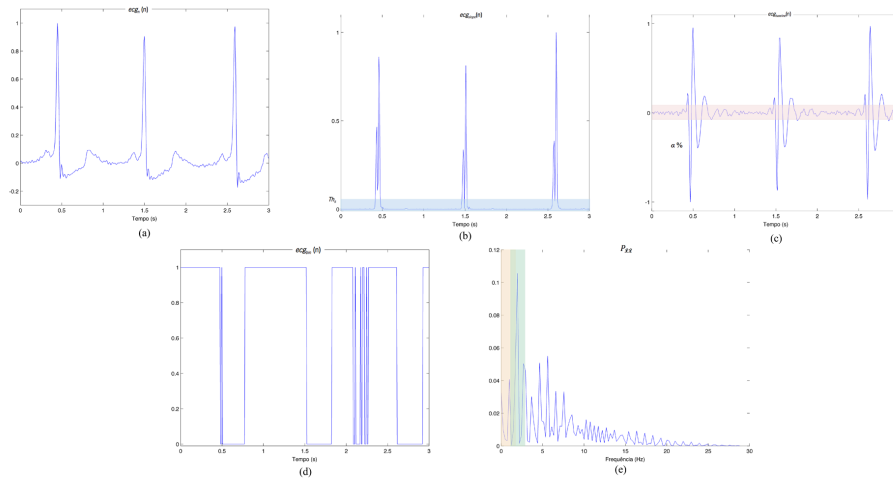 (n)
1
0.8
0.6
0.4
0.2
0
-0.2
0 0.5 1 1.5 2 2.5 3
Tempo (s)
(a)
1
0.5
0 0.5 1 1.5 2 2.5 3
Tempo (s)
(b)
1
0
-1
α %
0 0.5 1 1.5 2 2.5
Tempo (s)
(c)
(n)
1
0.8
0.6
0.4
0.2
0
0 0.5 1 1.5 2 2.5 3
Tempo (s)
(d)
0.12
0.1
0.08
0.06
0.04
0.02
0
0 5 10 15 20 25 30
Frequência (Hz)
(e)